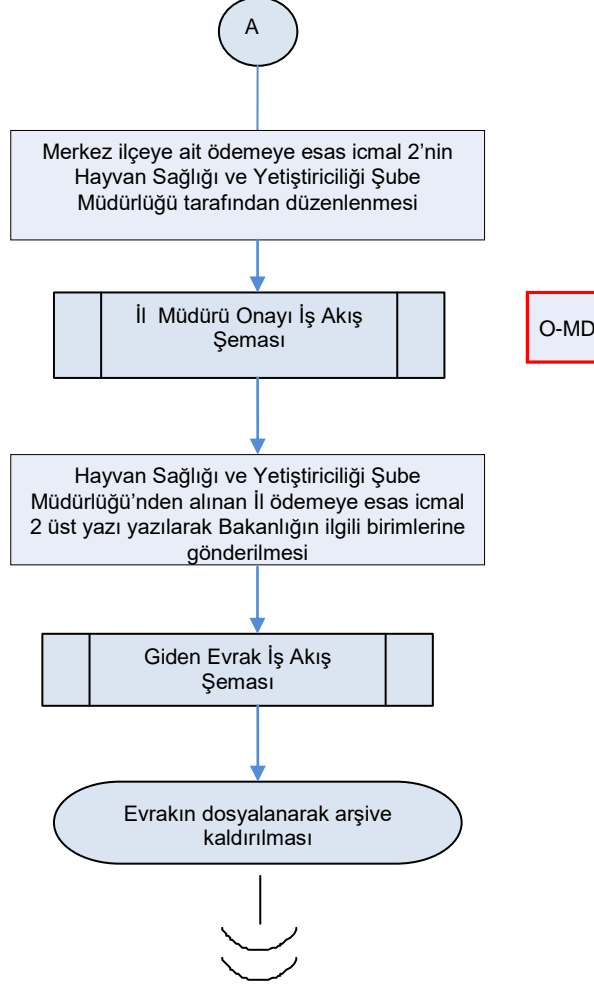 A
Merkez ilçeye ait ödemeye esas icmal 2’nin
Hayvan Sağlığı ve Yetiştiriciliği Şube
Müdürlüğü tarafından düzenlenmesi
İl Müdürü Onayı İş Akış
Şeması
O-MD
Hayvan Sağlığı ve Yetiştiriciliği Şube
Müdürlüğü’nden alınan İl ödemeye esas icmal
2 üst yazı yazılarak Bakanlığın ilgili birimlerine
gönderilmesi
Giden Evrak İş Akış
Şeması
Evrakın dosyalanarak arşive
kaldırılması